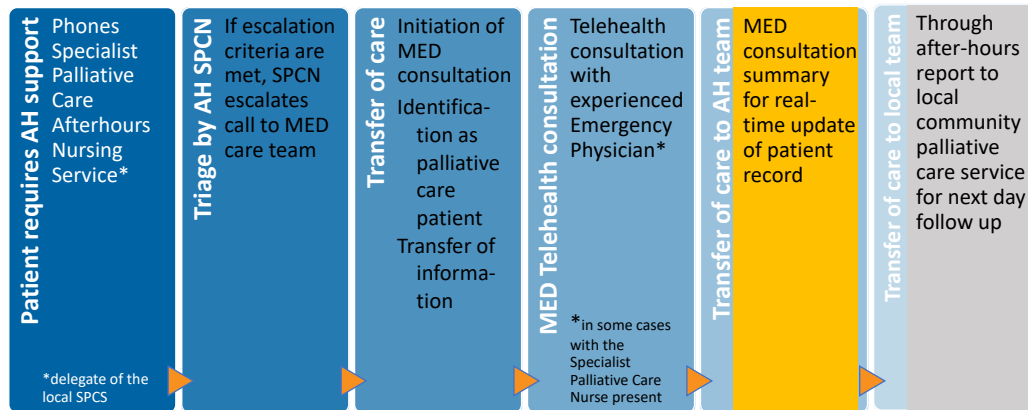 Patient requires AH support
Phones
Specialist
Palliative
Care
Afterhours
Nursing
Service*
*delegate of the
local SPCS
Triage by AH SPCN
If escalation
criteria are
met, SPCN
escalates
call to MED
care team
Transfer of care
Initiation of
MED
consultation
Identifica-
tion as
palliative
care
patient
Transfer of
informa-
tion
MED Telehealth consultation
Telehealth
consultation
with
experienced
Emergency
Physician*
*in some cases
with the
Specialist
Palliative Care
Nurse present
Transfer of care to AH team
MED
consultation
summary
for real-
time update
of patient
record
Transfer of care to local team
Through
after-hours
report to
local
community
palliative
care service
for next day
follow up